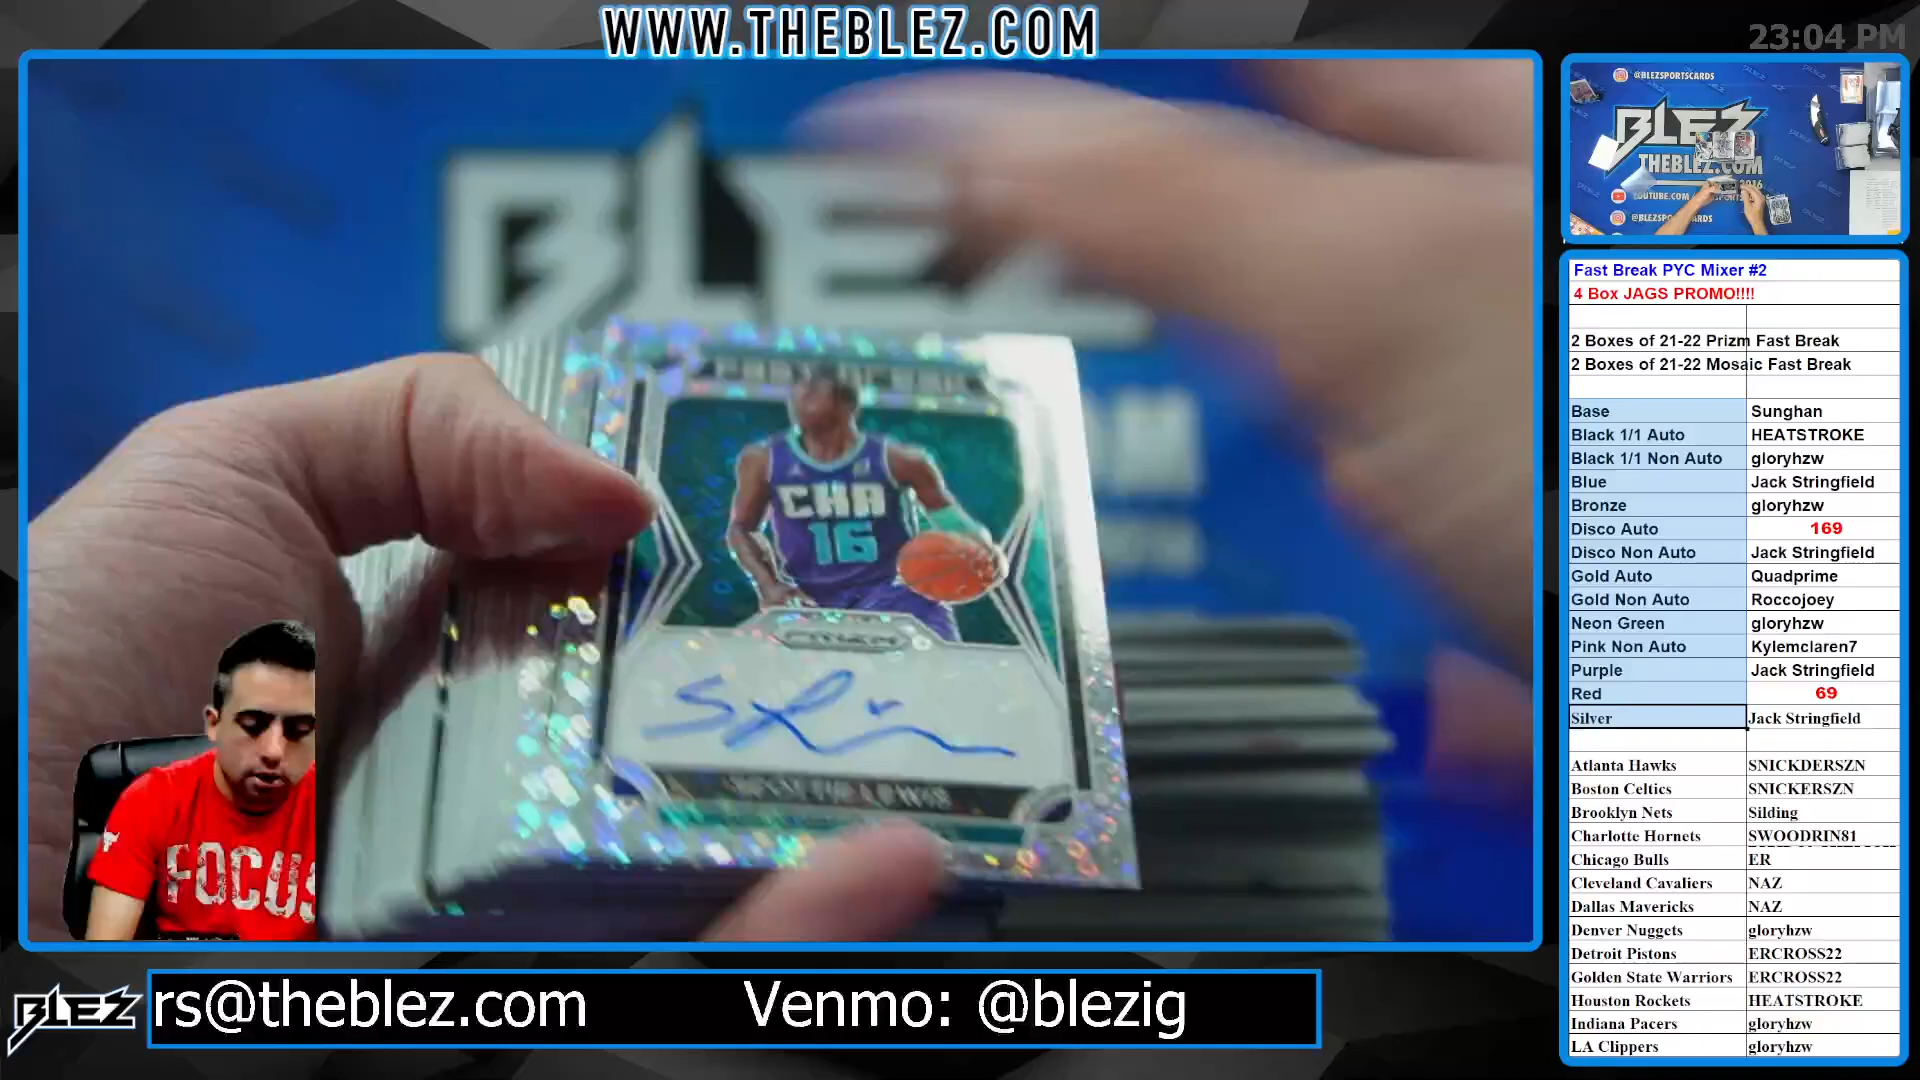 WWW.THEBLEZ.COM
23:04 PM
BLEZ
CHA
16
PRIZM
FOCUS
@BLEZSPORTSCARDS
BLEZ
THEBLEZ.COM
Fast Break PYC Mixer #2
4 Box JAGS PROMO!!!!
2 Boxes of 21-22 Prizm Fast Break
2 Boxes of 21-22 Mosaic Fast Break
Base Sunghan
Black 1/1 Auto HEATSTROKE
Black 1/1 Non Auto gloryhzw
Blue Jack Stringfield
Bronze gloryhzw
Disco Auto 169
Disco Non Auto Jack Stringfield
Gold Auto Quadprime
Gold Non Auto Roccojoey
Neon Green gloryhzw
Pink Non Auto Kylemclaren7
Purple Jack Stringfield
Red 69
Silver Jack Stringfield
Atlanta Hawks SNICKDERSZN
Boston Celtics SNICKERSZN
Brooklyn Nets Silding
Charlotte Hornets SWOODRIN81
Chicago Bulls ER
Cleveland Cavaliers NAZ
Dallas Mavericks NAZ
Denver Nuggets gloryhzw
Detroit Pistons ERCROSS22
Golden State Warriors ERCROSS22
Houston Rockets HEATSTROKE
Indiana Pacers gloryhzw
LA Clippers gloryhzw
BLEZ
rs@theblez.com Venmo: @blezig